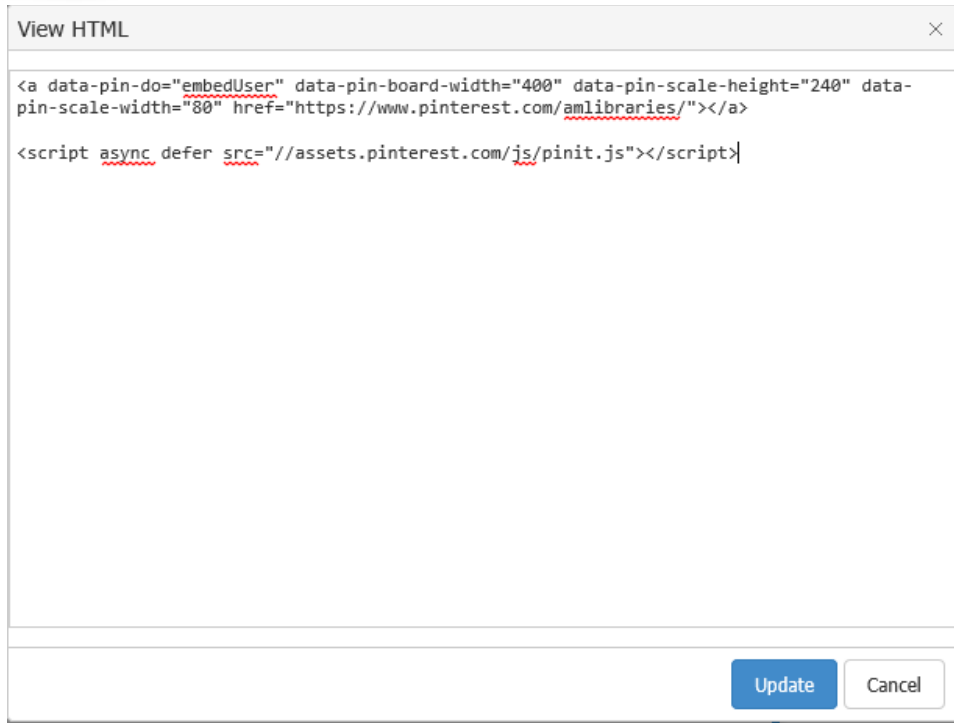 View HTML
<a data-pin-do="embedUser" data-pin-board-width="400" data-pin-scale-height="240" data-
pin-scale-width="80" href="https://www.pinterest.com/amlibraries/"></a>
<script async defer src="//assets.pinterest.com/js/pinit.js"></script>
Update Cancel